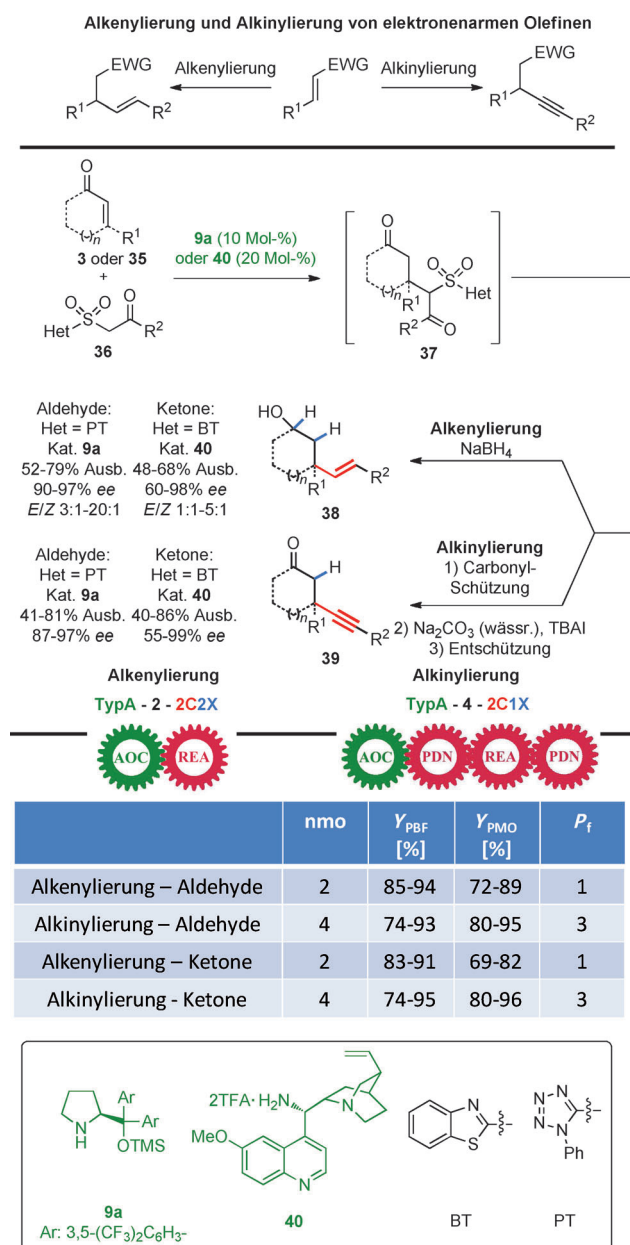 Alkenylierung und Alkinylierung von elektronenarmen Olefinen
EWG
R1
R2
Alkenylierung
EWG
R1
Alkinylierung
EWG
R1
R2
O
( )n
R1
3 oder 35
+
O O
S
Het
O
R2
36
9a (10 Mol-%)
oder 40 (20 Mol-%)
O
( )n
R1
O O
S
Het
R2
O
37
Aldehyde:
Het = PT
Kat. 9a
52-79% Ausb.
90-97% ee
E/Z 3:1-20:1
Ketone:
Het = BT
Kat. 40
48-68% Ausb.
60-98% ee
E/Z 1:1-5:1
HO H
H
( )n
R1
R2
38
Alkenylierung
NaBH4
Aldehyde:
Het = PT
Kat. 9a
41-81% Ausb.
87-97% ee
Ketone:
Het = BT
Kat. 40
40-86% Ausb.
55-99% ee
O
H
( )n
R1
R2
39
Alkinylierung
1) Carbonyl-
Schützung
2) Na2CO3 (wässr.), TBAI
3) Entschützung
Alkenylierung
TypA - 2 - 2C2X
AOC REA
Alkinylierung
TypA - 4 - 2C1X
AOC PDN REA PDN
nmo YPBF [%] YPMO [%] Pf
Alkenylierung – Aldehyde 2 85-94 72-89 1
Alkinylierung – Aldehyde 4 74-93 80-95 3
Alkenylierung – Ketone 2 83-91 69-82 1
Alkinylierung - Ketone 4 74-95 80-96 3
N
H
Ar
Ar
OTMS
9a
Ar: 3,5-(CF3)2C6H3-
2TFA· H2N
N
MeO
N
40
N
S
BT
N N
N N
Ph
PT